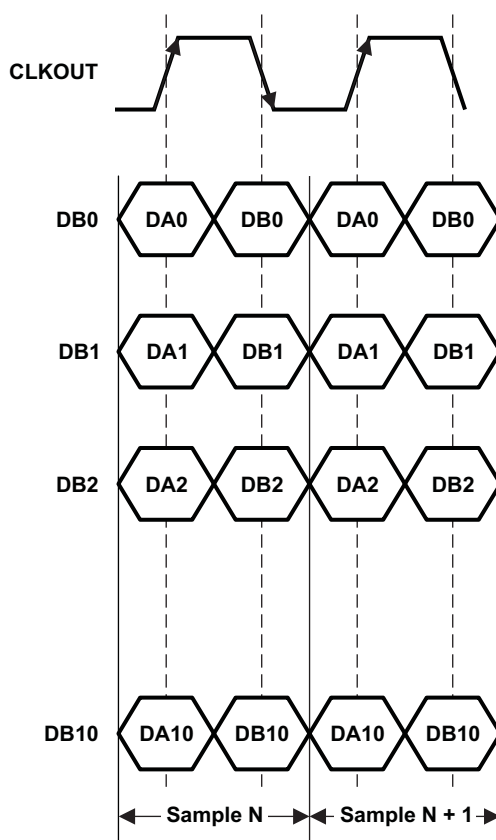 CLKOUT
DB0 DA0 DB0 DA0 DB0
DB1 DA1 DB1 DA1 DB1
DB2 DA2 DB2 DA2 DB2
DB10 DA10 DB10 DA10 DB10
Sample N Sample N + 1